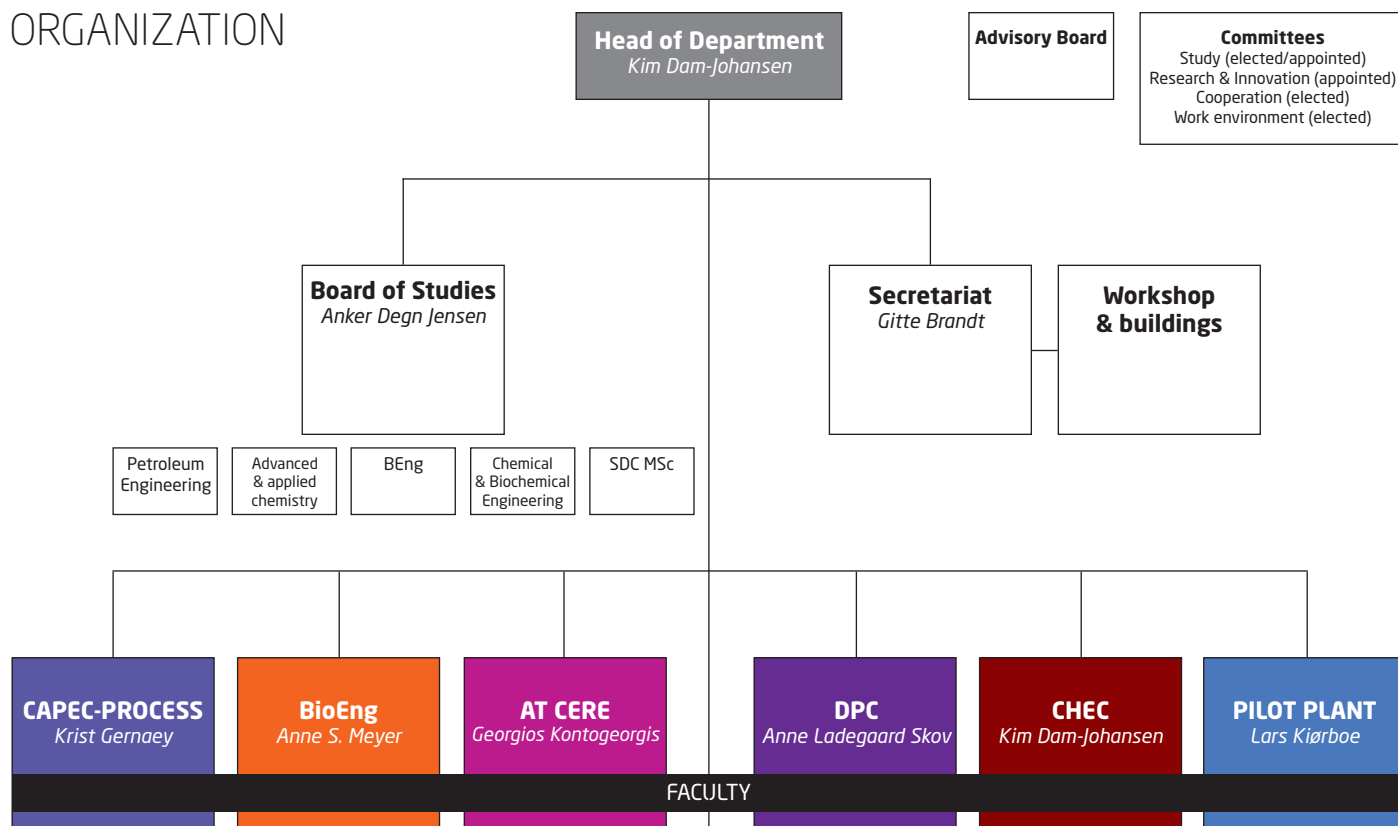 ORGANIZATION
Head of Department
Kim Dam-Johansen
Advisory Board
Committees
Study (elected/appointed)
Research & Innovation (appointed)
Cooperation (elected)
Work environment (elected)
Board of Studies
Anker Degn Jensen
Secretariat
Gitte Brandt
Workshop
& buildings
Petroleum
Engineering
Advanced
& applied
chemistry
BEng
Chemical
& Biochemical
Engineering
SDC MSc
CAPEC-PROCESS
Krist Gernaey
BioEng
Anne S. Meyer
AT CERE
Georgios Kontogeorgis
DPC
Anne Ladegaard Skov
CHEC
Kim Dam-Johansen
PILOT PLANT
Lars Kiørboe
FACULTY